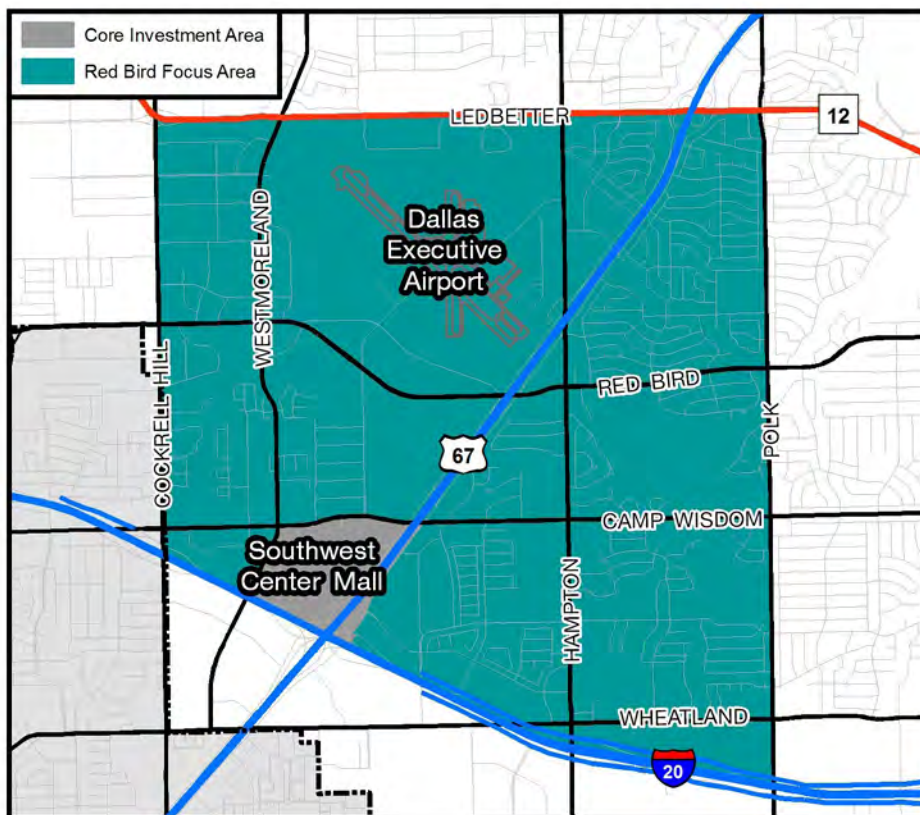 Core Investment Area
Red Bird Focus Area
LEDBETTER
12
WESTMORELAND
Dallas
Executive
Airport
COCKRELL HILL
RED BIRD
POLK
67
CAMP WISDOM
Southwest
Center Mall
HAMPTON
WHEATLAND
20